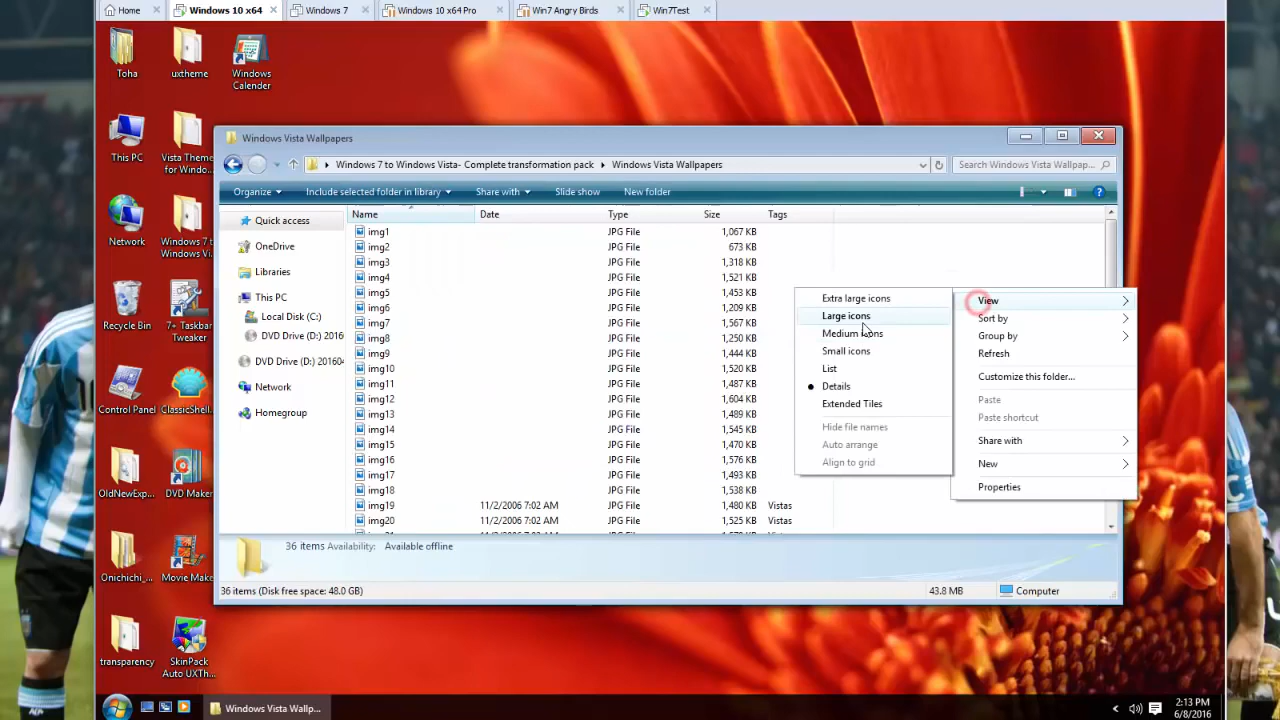 Home
Windows 10 x64
Windows 7
Windows 10 x64 Pro
Win7 Angry Birds
Win7Test
Toha
uxtheme
Windows
Calender
This PC
Vista Theme
for Windo...
Network
Windows 7 t
Windows Vi
Recycle Bin
7+ Taskbar
Tweaker
Control Panel
ClassicShell
OldNewExp...
DVD Maker
Onichichi_...
Movie Make
transparency
SkinPack
Auto UXTh...
Windows Vista Wallpapers
Windows 7 to Windows Vista- Complete transformation pack
Windows Vista Wallpapers
Search Windows Vista Wallpap...
Organize
Include selected folder in library
Share with
Slide show
New folder
Quick access
OneDrive
Libraries
This PC
Local Disk (C:)
DVD Drive (D:) 2016
DVD Drive (D:) 20164
Network
Homegroup
Name Date Type Size Tags
img1 JPG File 1,067 KB
img2 JPG File 673 KB
img3 JPG File 1,318 KB
img4 JPG File 1,521 KB
img5 JPG File 1,453 KB
img6 JPG File 1,209 KB
img7 JPG File 1,567 KB
img8 JPG File 1,250 KB
img9 JPG File 1,444 KB
img10 JPG File 1,520 KB
img11 JPG File 1,487 KB
img12 JPG File 1,604 KB
img13 JPG File 1,489 KB
img14 JPG File 1,545 KB
img15 JPG File 1,470 KB
img16 JPG File 1,576 KB
img17 JPG File 1,493 KB
img18 JPG File 1,538 KB
img19 11/2/2006 7:02 AM JPG File 1,480 KB Vistas
img20 11/2/2006 7:02 AM JPG File 1,525 KB Vistas
Extra large icons
Large icons
Medium icons
Small icons
List
Details
Extended Tiles
Hide file names
Auto arrange
Align to grid
View
Sort by
Group by
Refresh
Customize this folder...
Paste
Paste shortcut
Share with
New
Properties
36 items Availability: Available offline
36 items (Disk free space: 48.0 GB)
43.8 MB
Computer
Windows Vista Wallp...
2:13 PM
6/8/2016